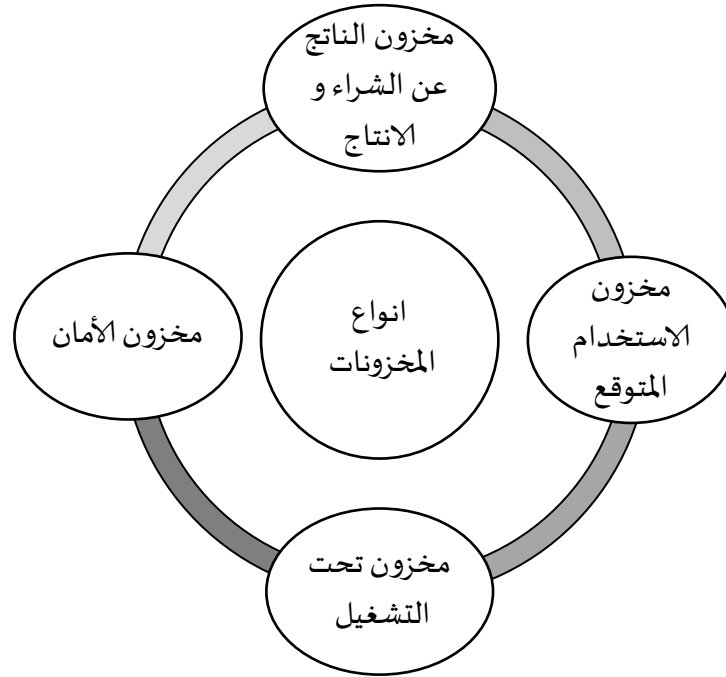 مخزون الناتج
عن الشراء و
الانتاج
مخزون
الاستخدام
المتوقع
انواع
المخزونات
مخزون الأمان
مخزون تحت
التشغيل